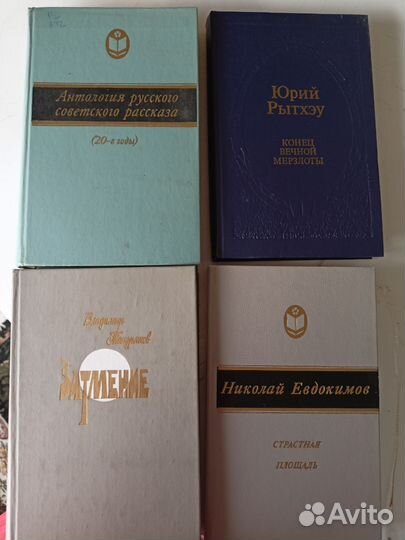 Антология русского
советского рассказа
(20-е годы)
Юрий
Рытхэу
КОНЕЦ
ВЕЧНОЙ
МЕРЗЛОТЫ
Владимир
Тендряков
ЗАТМЕНИЕ
Николай Евдокимов
СТРАСТНАЯ
ПЛОЩАДЬ
Avito